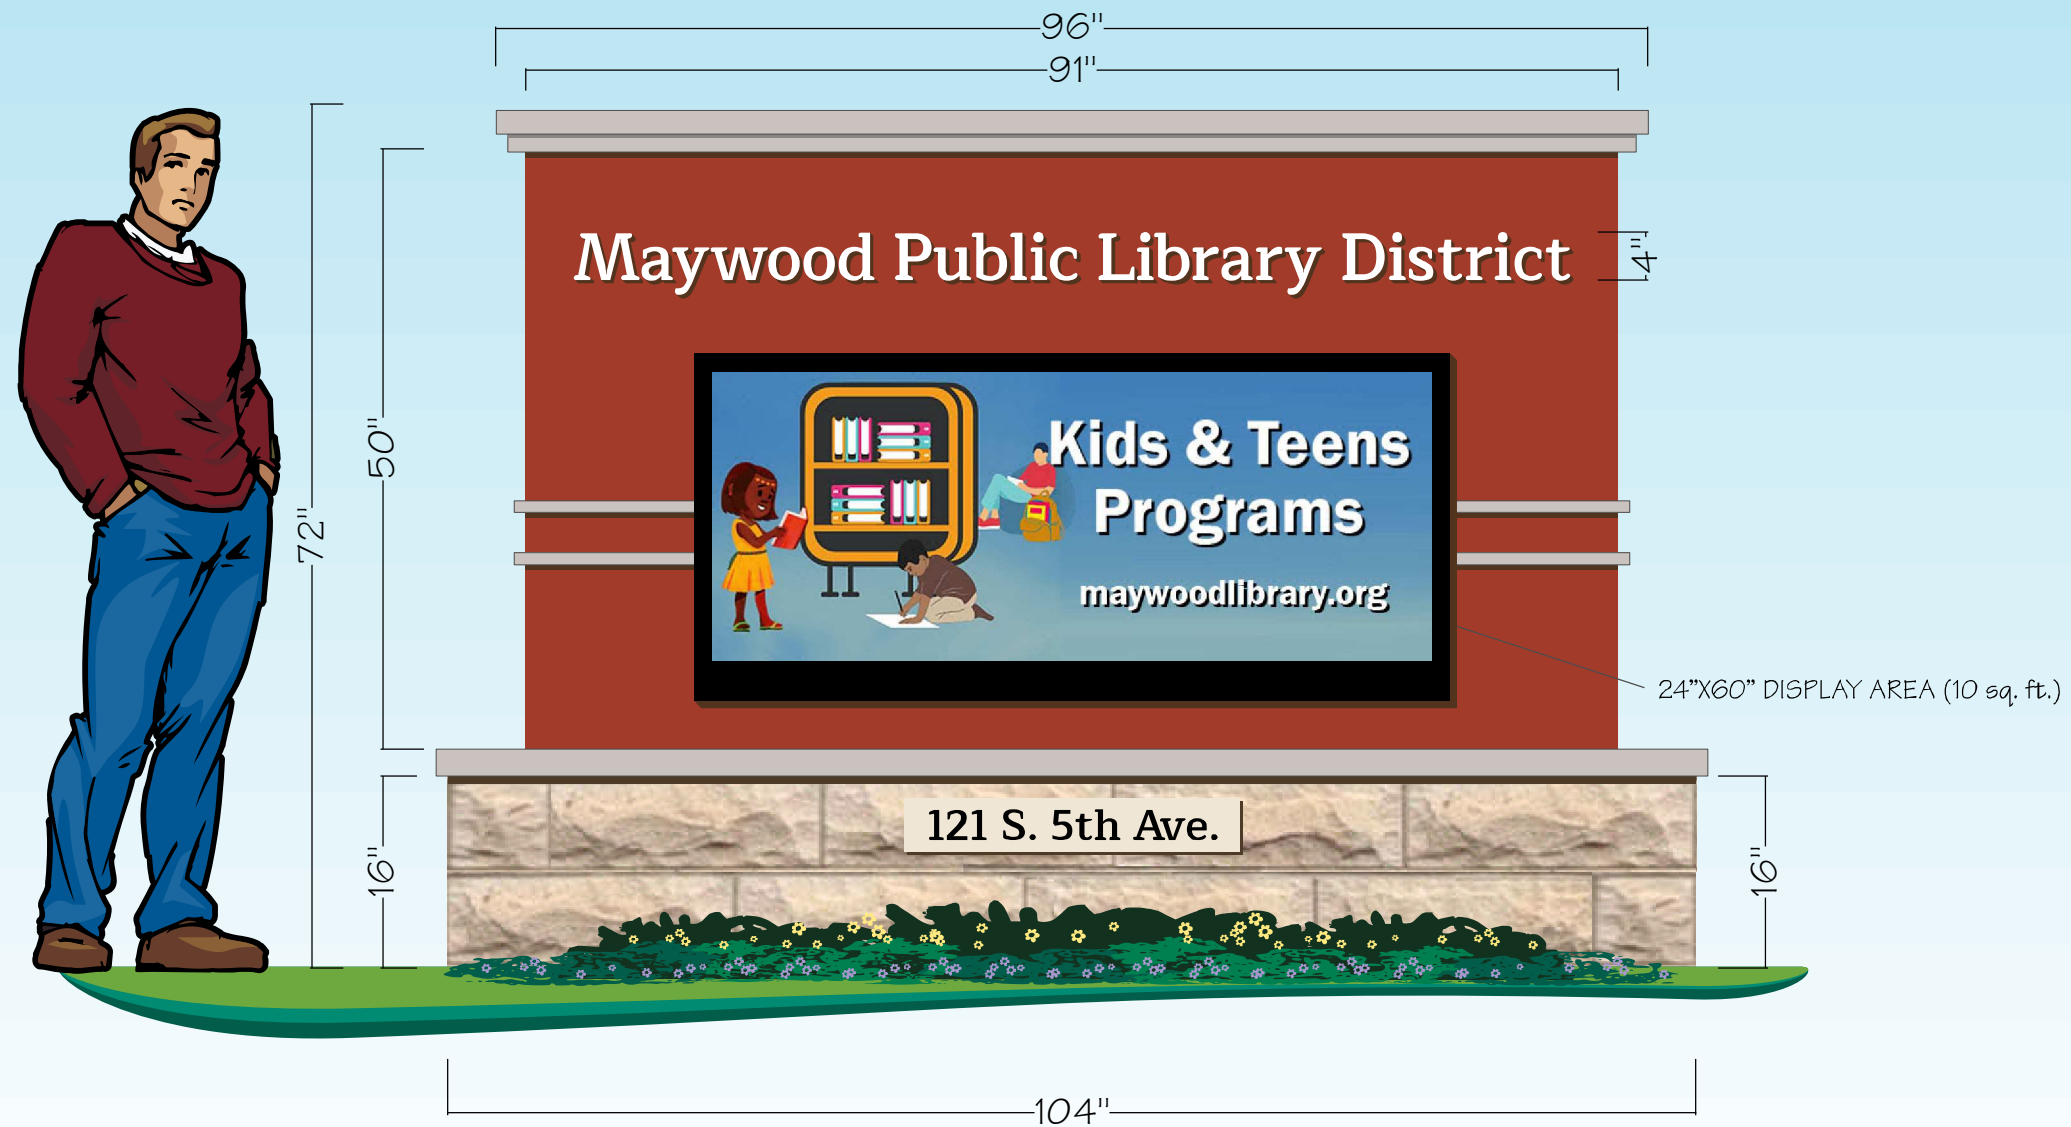 96"
91"
Maywood Public Library District
4"
50"
72"
Kids & Teens
Programs
maywoodlibrary.org
24”X60” DISPLAY AREA (10 sq. ft.)
121 S. 5th Ave.
16"
16"
104"